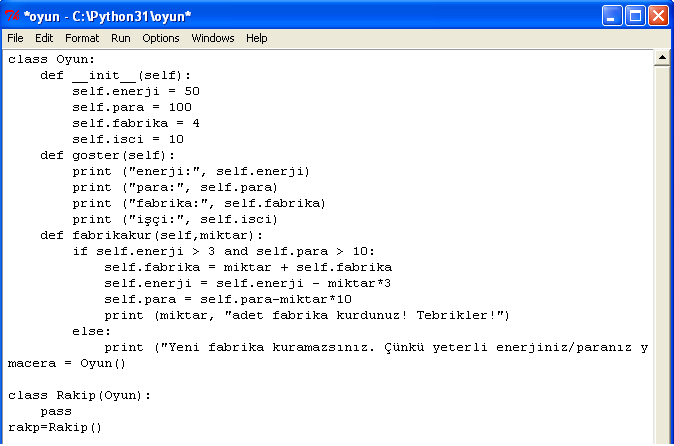 *oyun - C:\Python31\oyun*
File Edit Format Run Options Windows Help
class Oyun:
    def __init__(self):
        self.enerji = 50
        self.para = 100
        self.fabrika = 4
        self.isci = 10
    def goster(self):
        print ("enerji:", self.enerji)
        print ("para:", self.para)
        print ("fabrika:", self.fabrika)
        print ("işçi:", self.isci)
    def fabrikakur(self,miktar):
        if self.enerji > 3 and self.para > 10:
            self.fabrika = miktar + self.fabrika
            self.enerji = self.enerji - miktar*3
            self.para = self.para-miktar*10
            print (miktar, "adet fabrika kurdunuz! Tebrikler!")
        else:
            print ("Yeni fabrika kuramazsınız. Çünkü yeterli enerjiniz/paranız y
macera = Oyun()

class Rakip(Oyun):
    pass
rakp=Rakip()